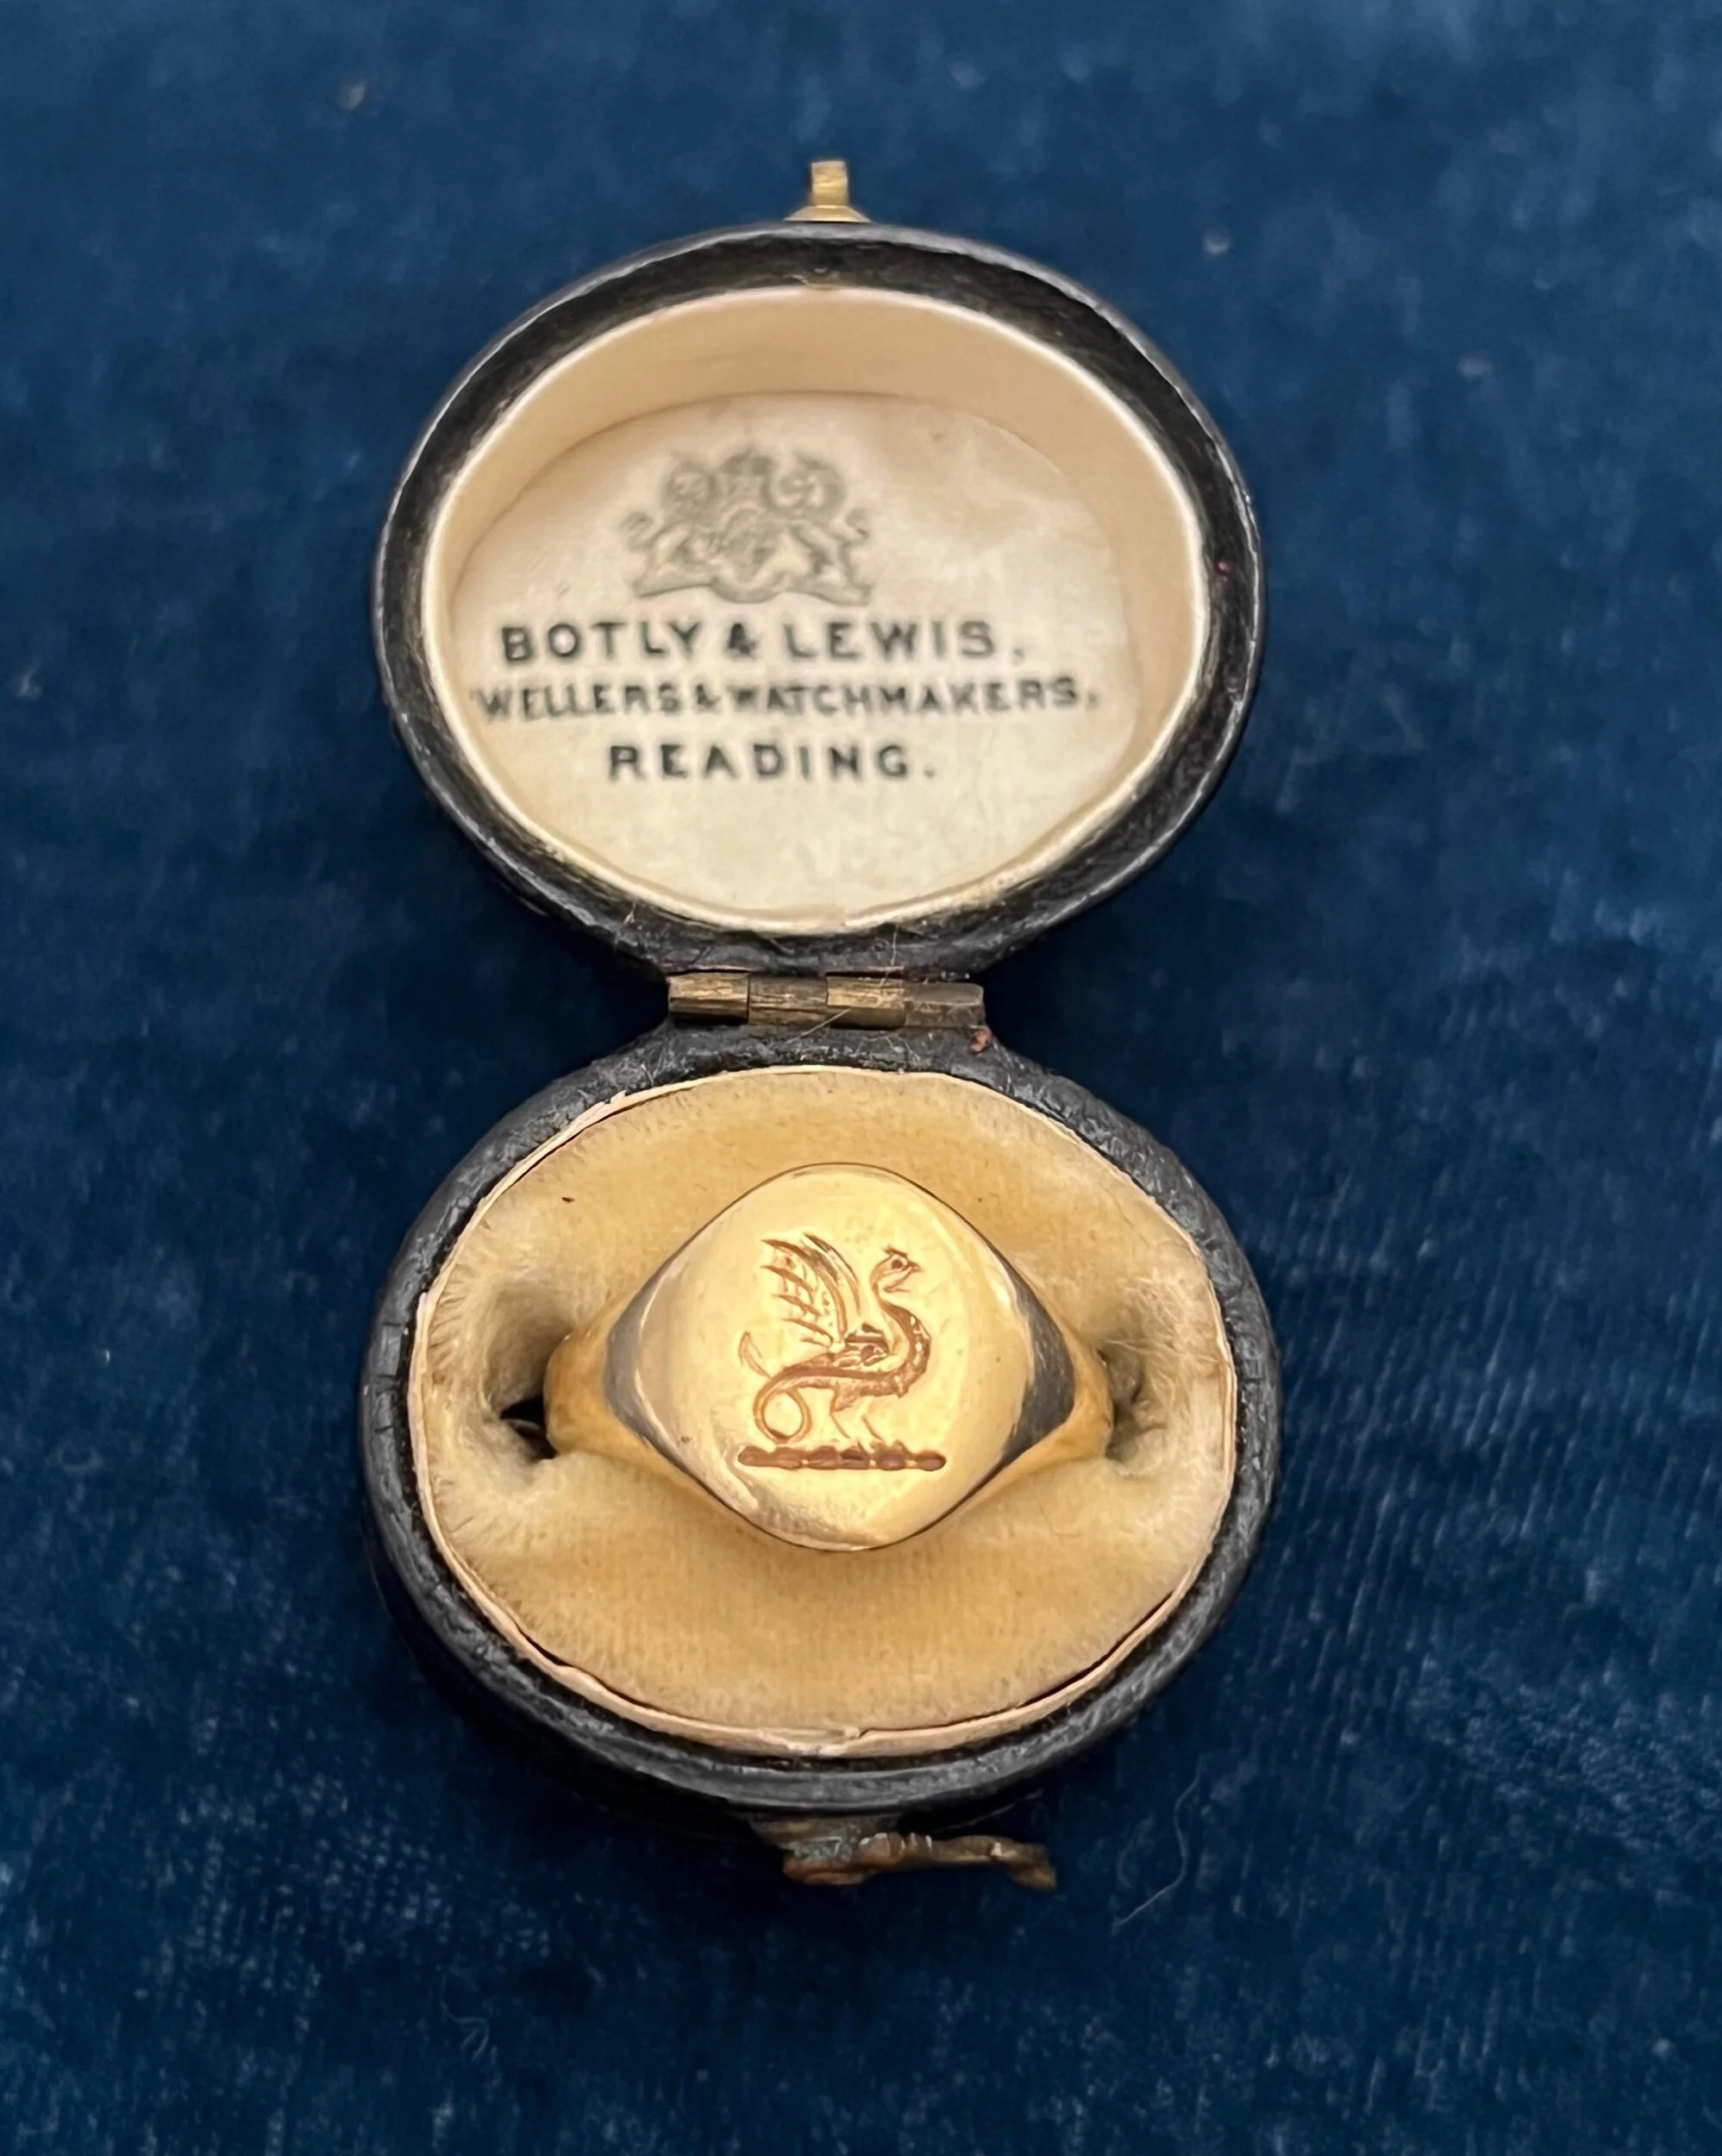 BOTLY & LEWIS,
WELLERS & WATCHMAKERS,
READING.